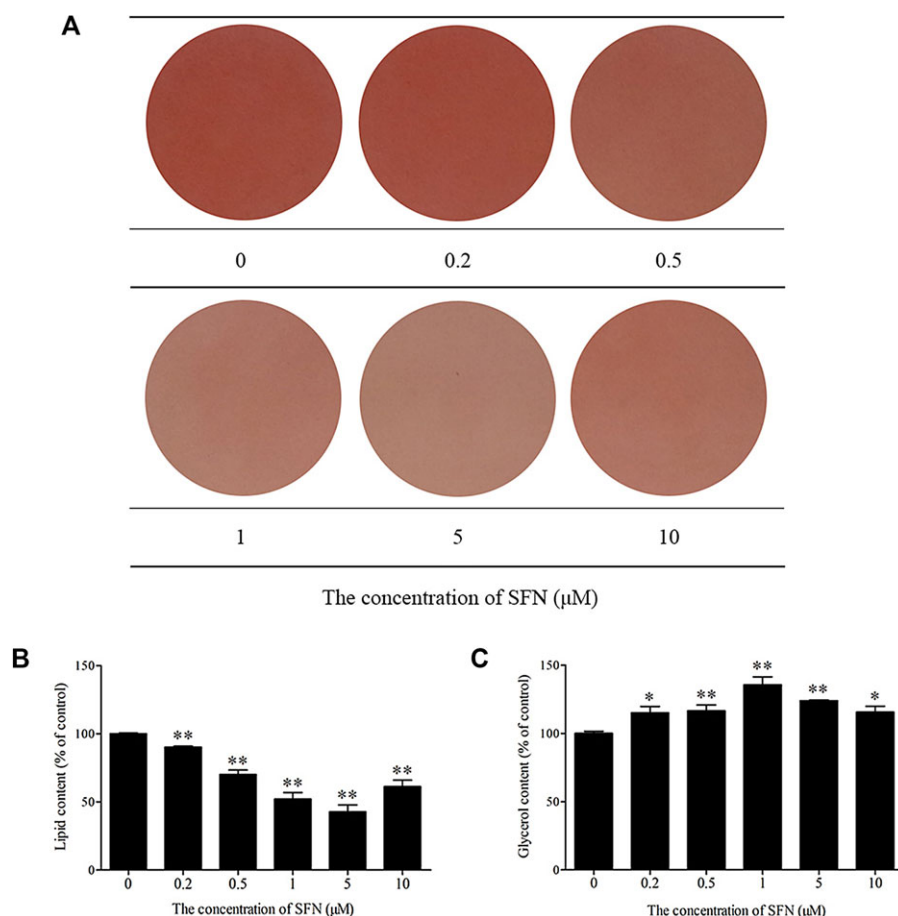 A
0 0.2 0.5
1 5 10
The concentration of SFN (μM)
B
Lipid content (% of control)
150
100
50
0
** ** ** ** **
0 0.2 0.5 1 5 10
The concentration of SFN (μM)
C
Glycerol content (% of control)
150
100
50
0
* ** ** ** *
0 0.2 0.5 1 5 10
The concentration of SFN (μM)